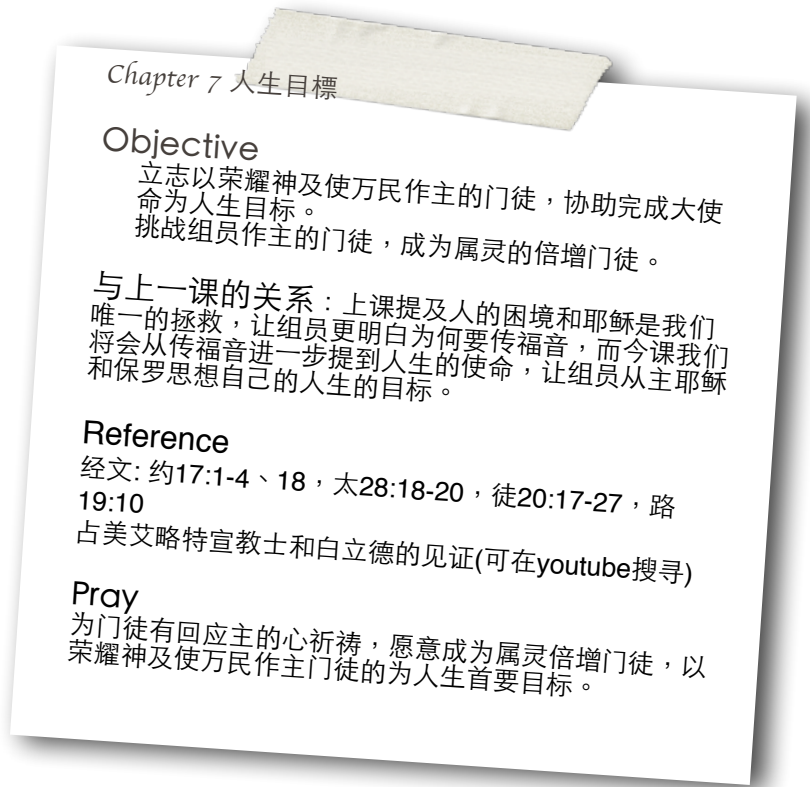 Chapter 7 人生目標
Objective
立志以荣耀神及使万民作主的门徒，协助完成大使
命为人生目标。
挑战组员作主的门徒，成为属灵的倍增门徒。
与上一课的关系：上课提及人的困境和耶稣是我们
唯一的拯救，让组员更明白为何要传福音，而今课我们
将会从传福音进一步提到人生的使命，让组员从主耶稣
和保罗思想自己的人生的目标。
Reference
经文: 约17:1-4、18，太28:18-20，徒20:17-27，路
19:10
占美艾略特宣教士和白立德的见证(可在youtube搜寻)
Pray
为门徒有回应主的心祈祷，愿意成为属灵倍增门徒，以
荣耀神及使万民作主门徒的为人生首要目标。